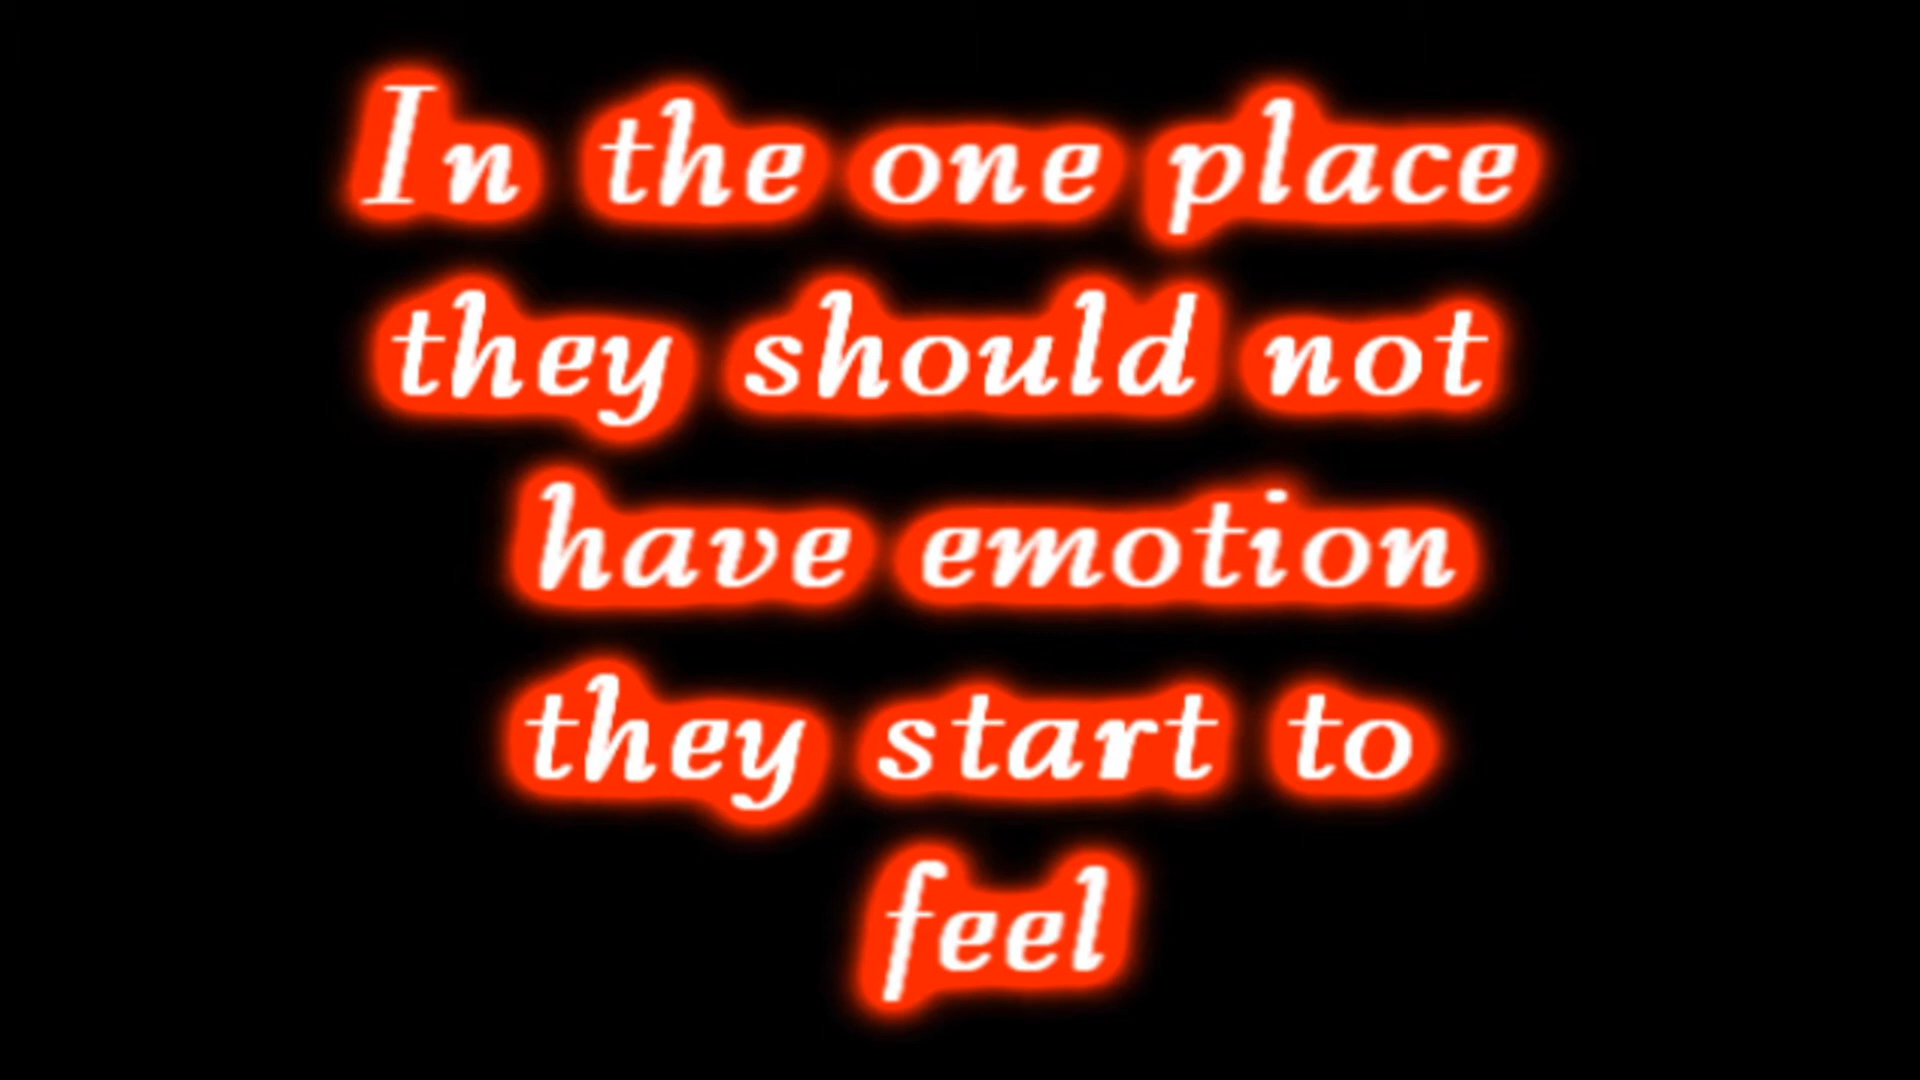 In the one place
they should not
have emotion
they start to
feel